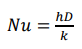 Nu = hD/k